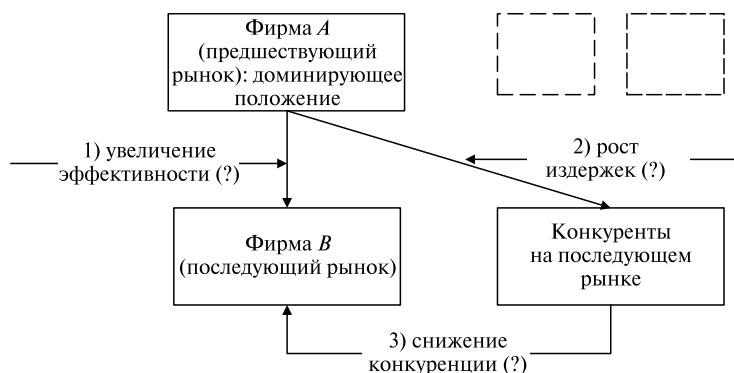 Фирма A
(предшествующий
рынок): доминирующее
положение
1) увеличение
эффективности (?)
2) рост
издержек (?)
Фирма B
(последующий рынок)
Конкуренты
на последующем
рынке
3) снижение
конкуренции (?)